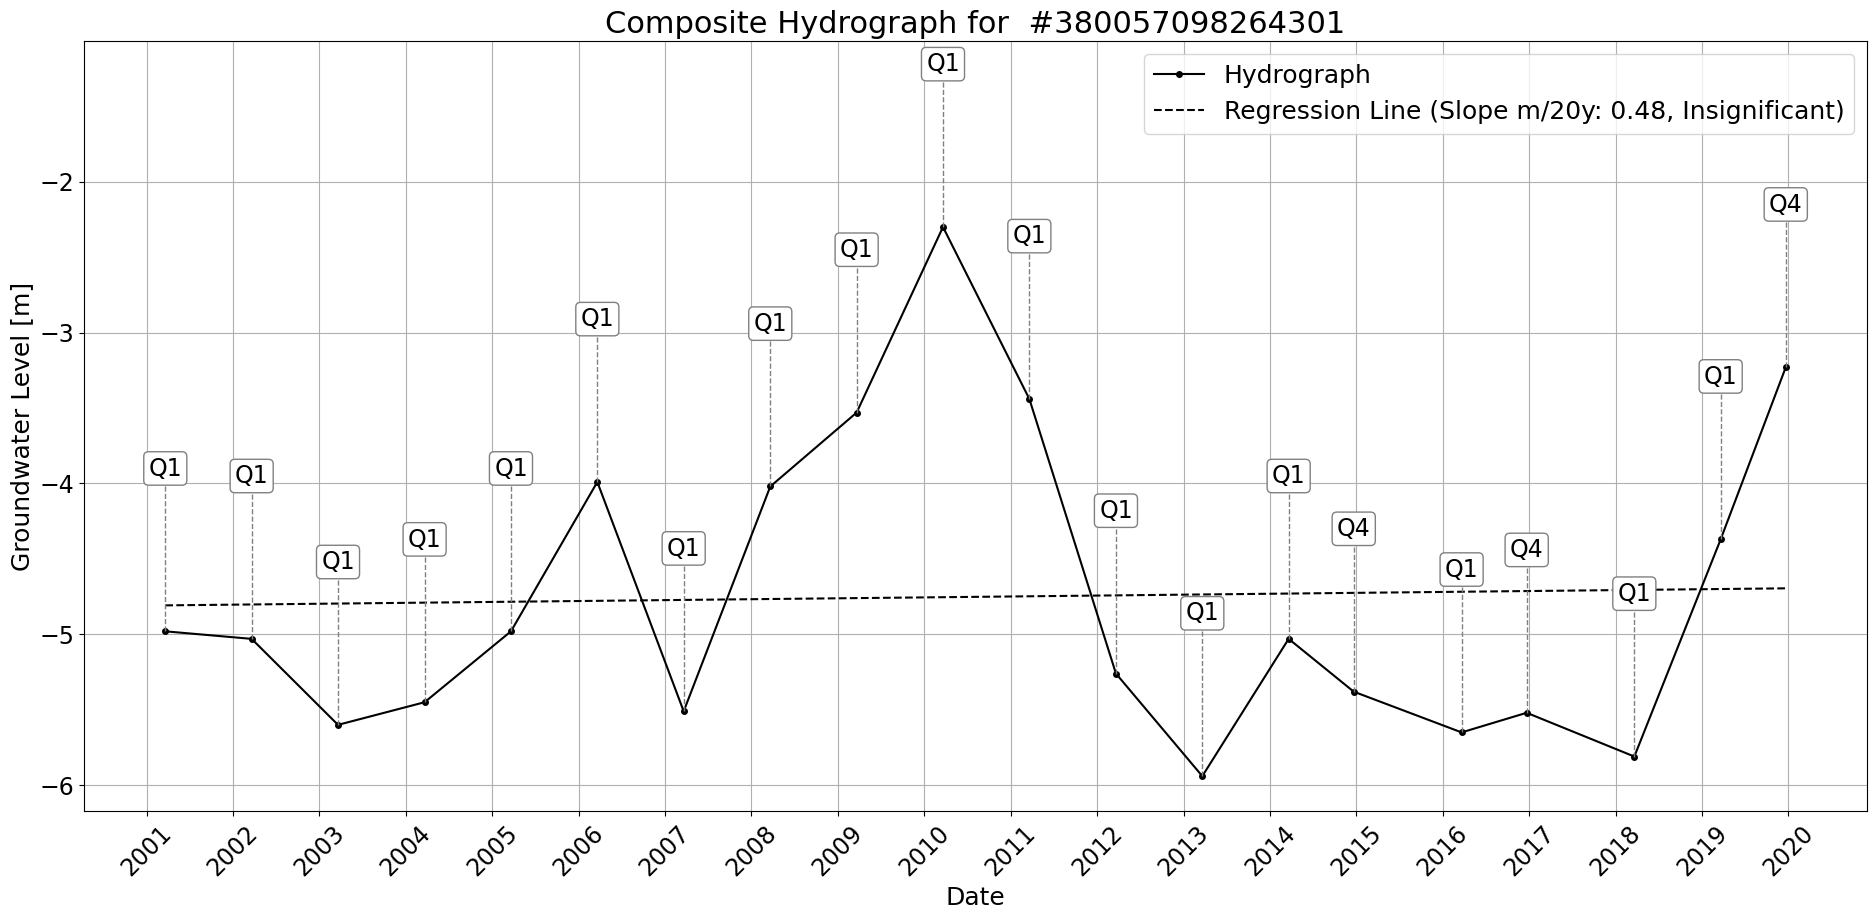 Composite Hydrograph for #380057098264301
Hydrograph
Regression Line (Slope m/20y: 0.48, Insignificant)
Groundwater Level [m]
−2
−3
−4
−5
−6
Q1
Q1
Q1
Q1
Q1
Q1
Q1
Q1
Q1
Q1
Q1
Q1
Q1
Q1
Q4
Q1
Q4
Q1
Q1
Q4
2001
2002
2003
2004
2005
2006
2007
2008
2009
2010
2011
2012
2013
2014
2015
2016
2017
2018
2019
2020
Date